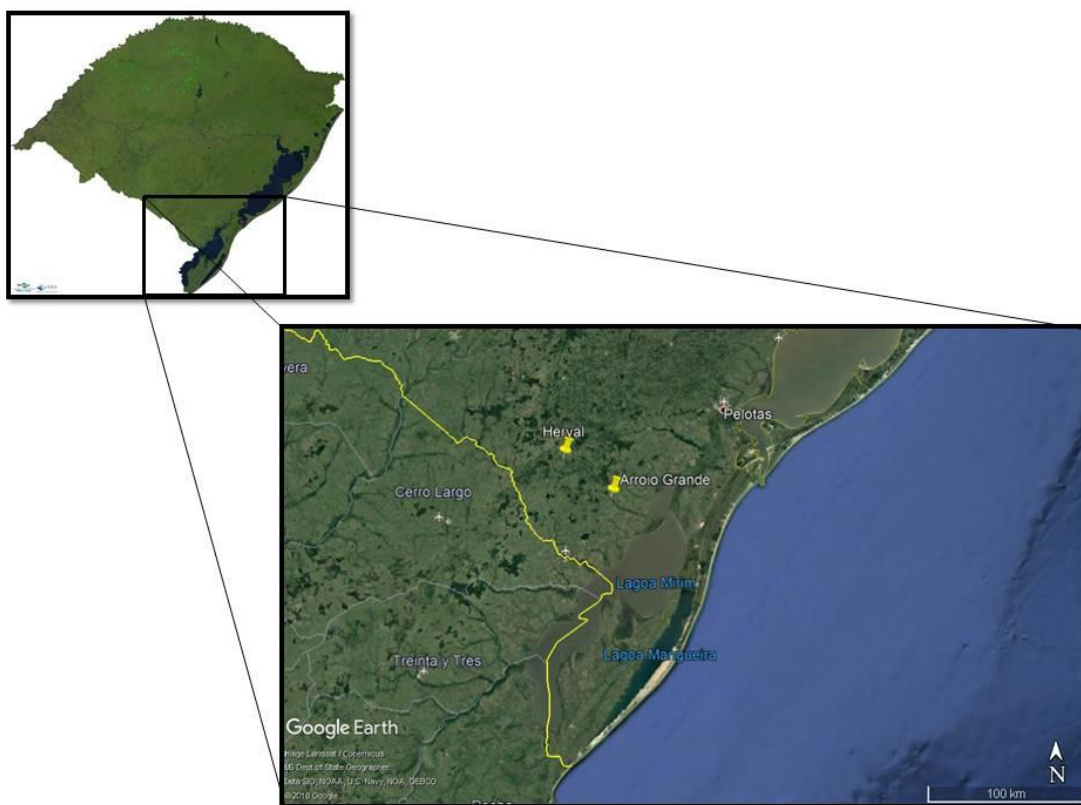 vera
Pelotas
Herval
Arroio Grande
Cerro Largo
Lagoa Mirim
Lagoa Mangueira
Treinta y Tres
Google Earth
Image Landsat / Copernicus
US Dept of State Geographer
Data SIO, NOAA, U.S. Navy, NGA, GEBCO
©2018 Google
N
100 km